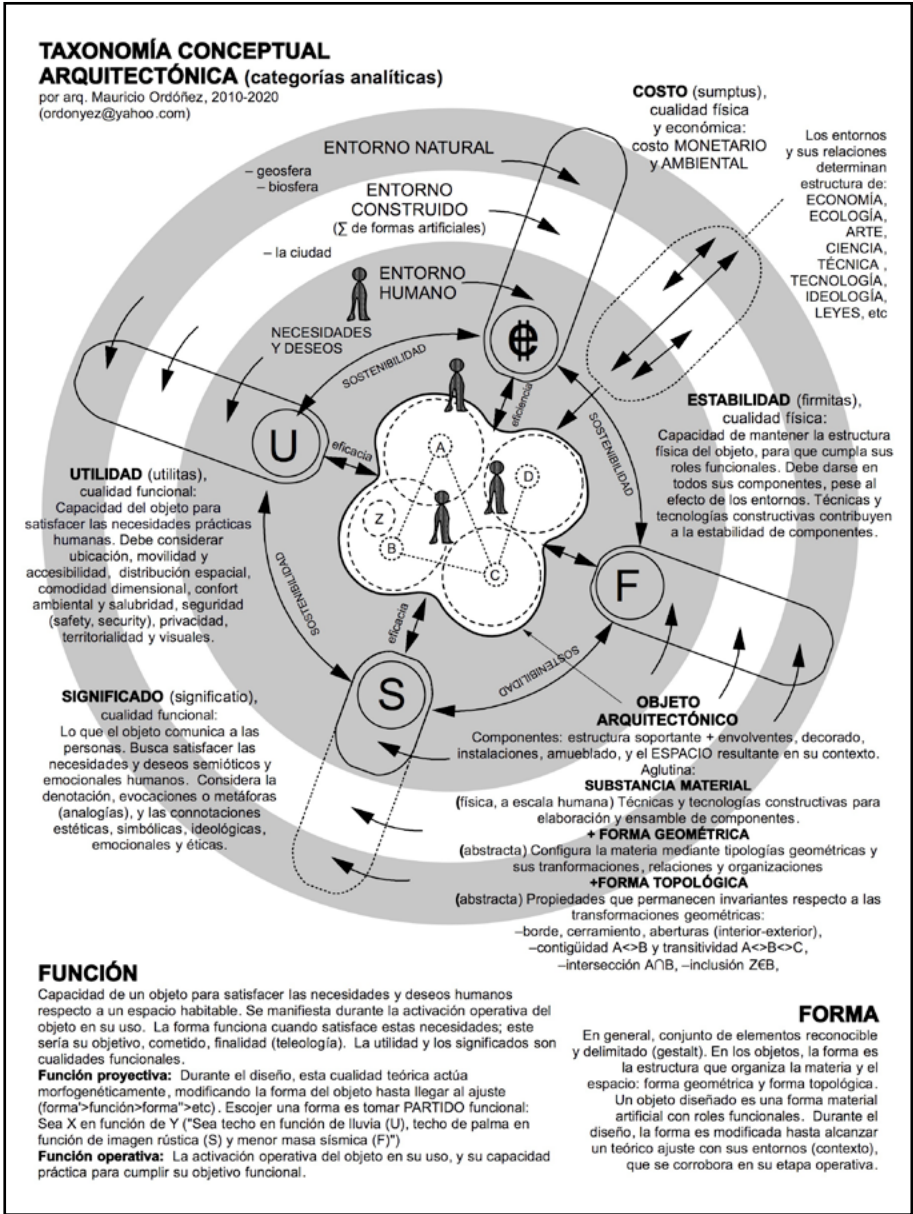 TAXONOMÍA CONCEPTUAL
ARQUITECTÓNICA (categorías analíticas)
por arq. Mauricio Ordóñez, 2010-2020
(ordonyez@yahoo.com)
COSTO (sumptus),
cualidad física
y económica:
costo MONETARIO
y AMBIENTAL
Los entornos
y sus relaciones
determinan
estructura de:
ECONOMÍA,
ECOLOGÍA,
ARTE,
CIENCIA,
TÉCNICA ,
TECNOLOGÍA,
IDEOLOGÍA,
LEYES, etc
ENTORNO NATURAL
– geosfera
– biosfera
ENTORNO
CONSTRUIDO
(∑ de formas artificiales)
– la ciudad
ENTORNO
HUMANO
NECESIDADES
Y DESEOS
SOSTENIBILIDAD
SOSTENIBILIDAD
SOSTENIBILIDAD
SOSTENIBILIDAD
eficiencia
eficacia
eficacia
U
S
F
A
B
C
D
Z
ESTABILIDAD (firmitas),
cualidad física:
Capacidad de mantener la estructura
física del objeto, para que cumpla sus
roles funcionales. Debe darse en
todos sus componentes, pese al
efecto de los entornos. Técnicas y
tecnologías constructivas contribuyen
a la estabilidad de componentes.
UTILIDAD (utilitas),
cualidad funcional:
Capacidad del objeto para
satisfacer las necesidades prácticas
humanas. Debe considerar
ubicación, movilidad y
accesibilidad, distribución espacial,
comodidad dimensional, confort
ambiental y salubridad, seguridad
(safety, security), privacidad,
territorialidad y visuales.
SIGNIFICADO (significatio),
cualidad funcional:
Lo que el objeto comunica a las
personas. Busca satisfacer las
necesidades y deseos semióticos y
emocionales humanos. Considera la
denotación, evocaciones o metáforas
(analogías), y las connotaciones
estéticas, simbólicas, ideológicas,
emocionales y éticas.
OBJETO
ARQUITECTÓNICO
Componentes: estructura soportante + envolventes, decorado,
instalaciones, amueblado, y el ESPACIO resultante en su contexto.
Aglutina:
SUBSTANCIA MATERIAL
(física, a escala humana) Técnicas y tecnologías constructivas para
elaboración y ensamble de componentes.
+ FORMA GEOMÉTRICA
(abstracta) Configura la materia mediante tipologías geométricas y
sus tranformaciones, relaciones y organizaciones
+FORMA TOPOLÓGICA
(abstracta) Propiedades que permanecen invariantes respecto a las
transformaciones geométricas:
–borde, cerramiento, aberturas (interior-exterior),
–contigüidad A<>B y transitividad A<>B<>C,
–intersección A∩B, –inclusión Z€B,
FUNCIÓN
Capacidad de un objeto para satisfacer las necesidades y deseos humanos
respecto a un espacio habitable. Se manifiesta durante la activación operativa del
objeto en su uso. La forma funciona cuando satisface estas necesidades; este
sería su objetivo, cometido, finalidad (teleología). La utilidad y los significados son
cualidades funcionales.
Función proyectiva: Durante el diseño, esta cualidad teórica actúa
morfogenéticamente, modificando la forma del objeto hasta llegar al ajuste
(forma'>función>forma">etc). Escojer una forma es tomar PARTIDO funcional:
Sea X en función de Y ("Sea techo en función de lluvia (U), techo de palma en
función de imagen rústica (S) y menor masa sísmica (F)")
Función operativa: La activación operativa del objeto en su uso, y su capacidad
práctica para cumplir su objetivo funcional.
FORMA
En general, conjunto de elementos reconocible
y delimitado (gestalt). En los objetos, la forma es
la estructura que organiza la materia y el
espacio: forma geométrica y forma topológica.
Un objeto diseñado es una forma material
artificial con roles funcionales. Durante el
diseño, la forma es modificada hasta alcanzar
un teórico ajuste con sus entornos (contexto),
que se corrobora en su etapa operativa.